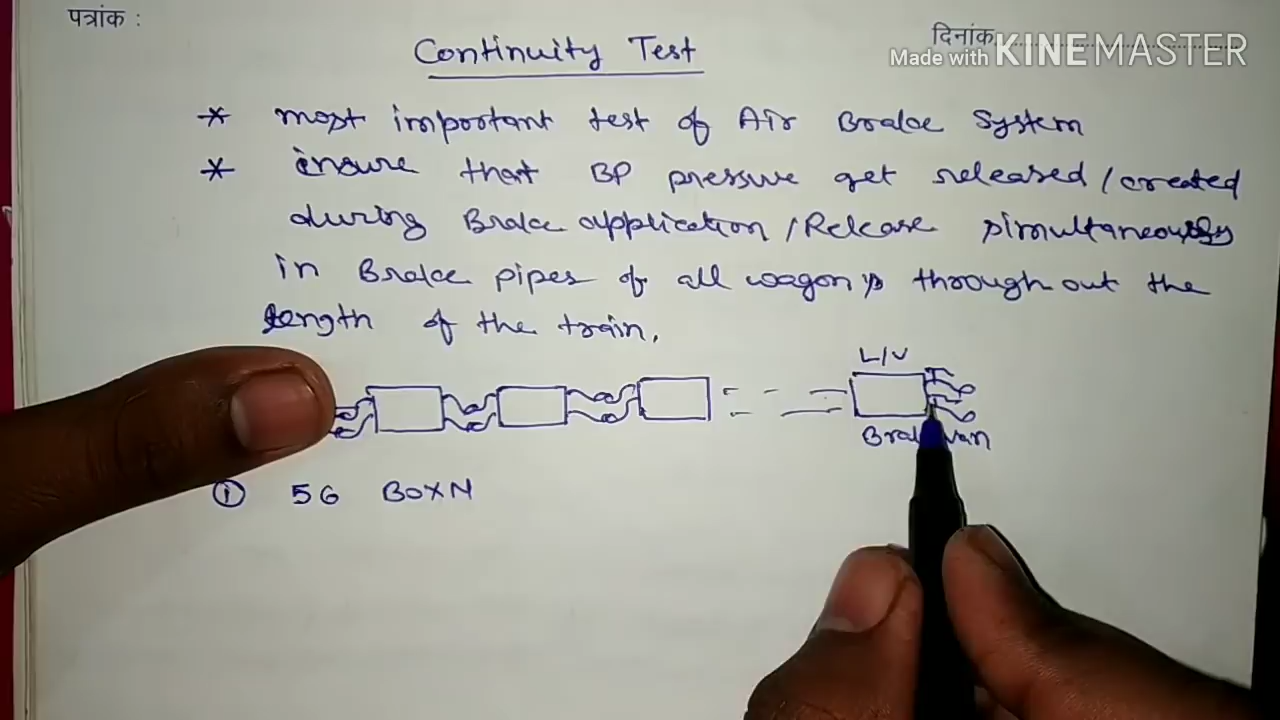 पत्रांक :
दिनांक
Made with KINEMASTER
Continuity Test
* most important test of Air Brake System
* ensure that BP pressure get released / created
during Brake application / Release simultaneously
in Brake pipes of all wagons throughout the
length of the train.
L/V
Brake van
① 56 BOXN